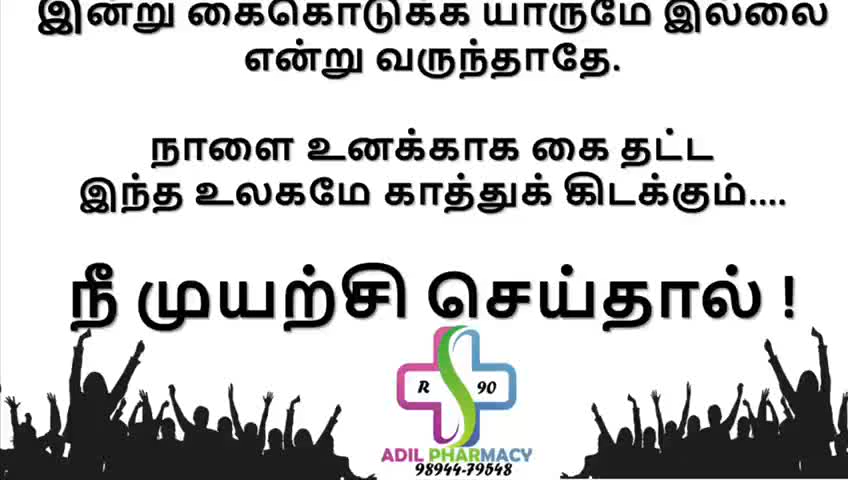 இன்று கைகொடுக்க யாருமே இல்லை
என்று வருந்தாதே.
நாளை உனக்காக கை தட்ட
இந்த உலகமே காத்துக் கிடக்கும்....
நீ முயற்சி செய்தால் !
R 90
ADIL PHARMACY
98944-79548